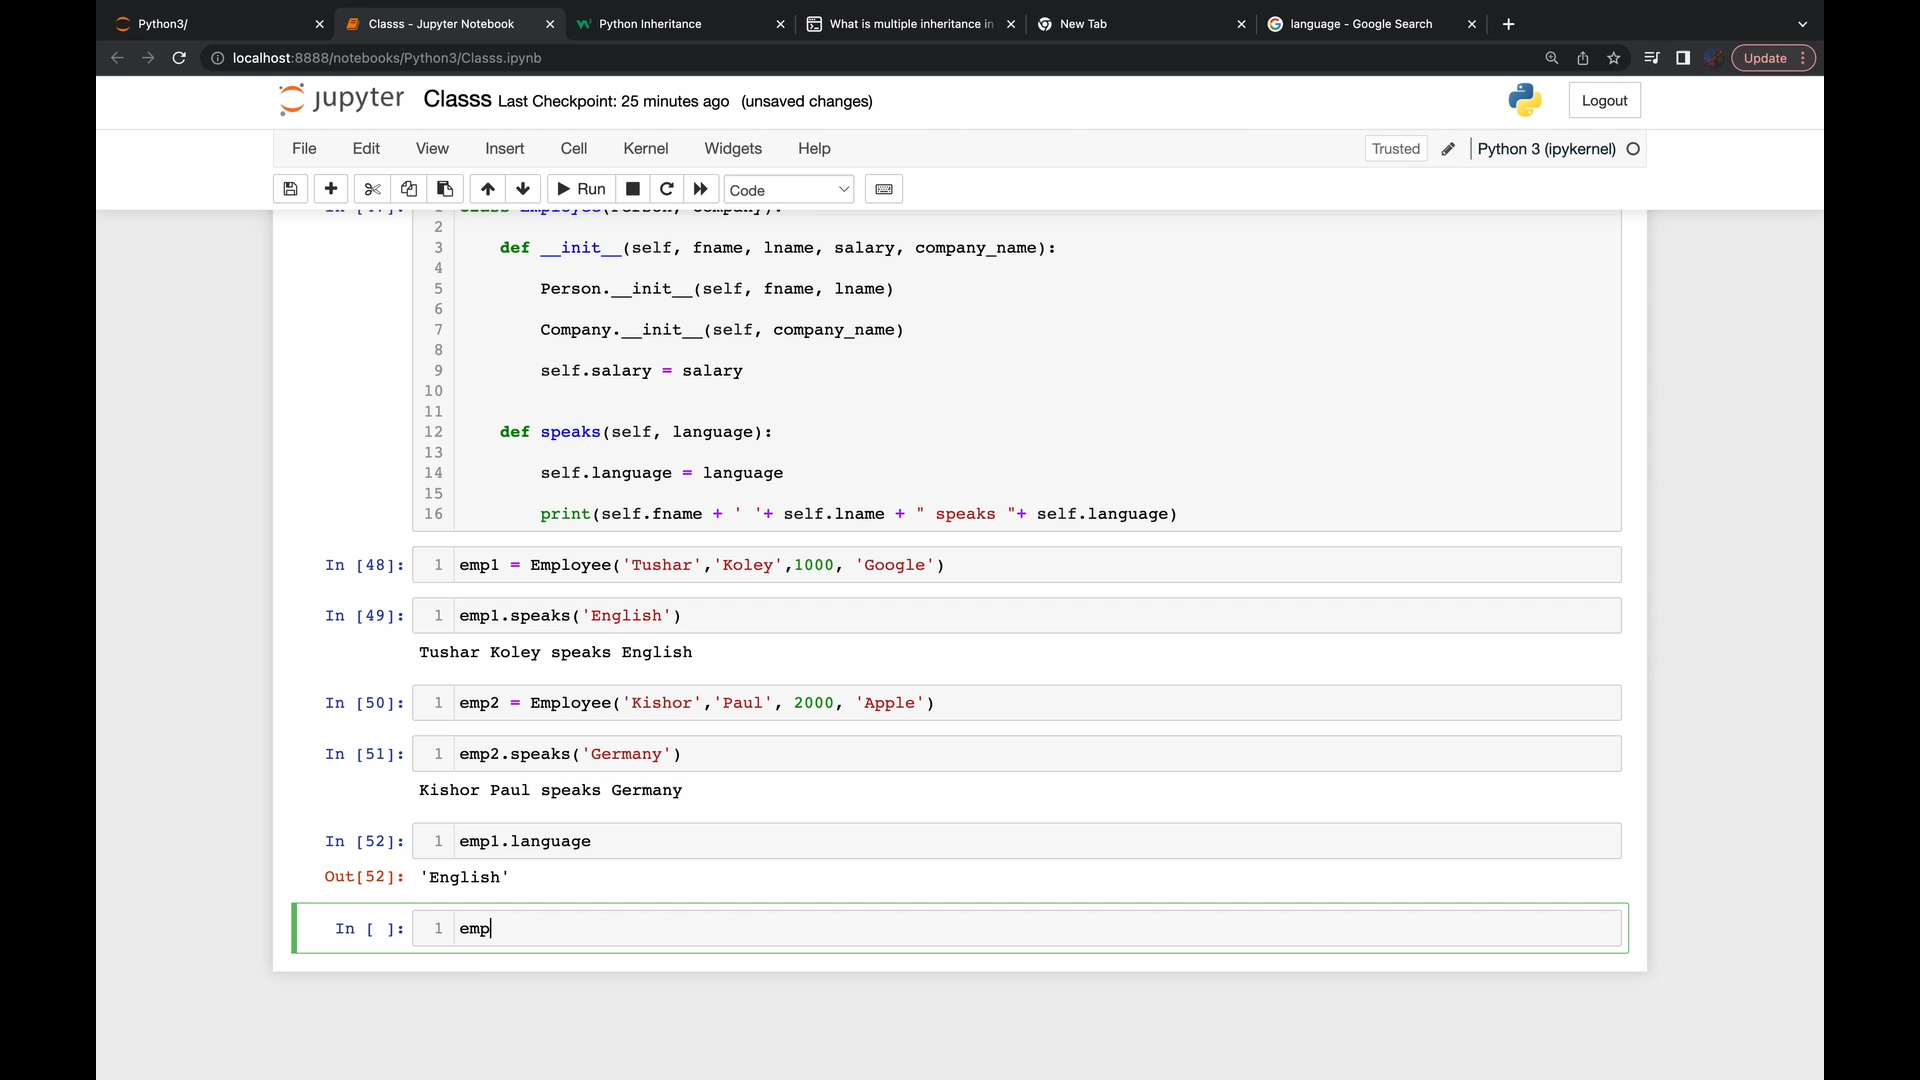 Python3/
Classs - Jupyter Notebook
Python Inheritance
What is multiple inheritance in
New Tab
language - Google Search
localhost:8888/notebooks/Python3/Classs.ipynb
Update
jupyter Classs Last Checkpoint: 25 minutes ago (unsaved changes)
Logout
File Edit View Insert Cell Kernel Widgets Help
Trusted Python 3 (ipykernel)
Run Code
In [47]: 1 class Employee(Person, Company):
2
3 def __init__(self, fname, lname, salary, company_name):
4
5 Person.__init__(self, fname, lname)
6
7 Company.__init__(self, company_name)
8
9 self.salary = salary
10
11
12 def speaks(self, language):
13
14 self.language = language
15
16 print(self.fname + ' '+ self.lname + " speaks "+ self.language)
In [48]: 1 emp1 = Employee('Tushar','Koley',1000, 'Google')
In [49]: 1 emp1.speaks('English')
Tushar Koley speaks English
In [50]: 1 emp2 = Employee('Kishor','Paul', 2000, 'Apple')
In [51]: 1 emp2.speaks('Germany')
Kishor Paul speaks Germany
In [52]: 1 emp1.language
Out[52]: 'English'
In [ ]: 1 emp